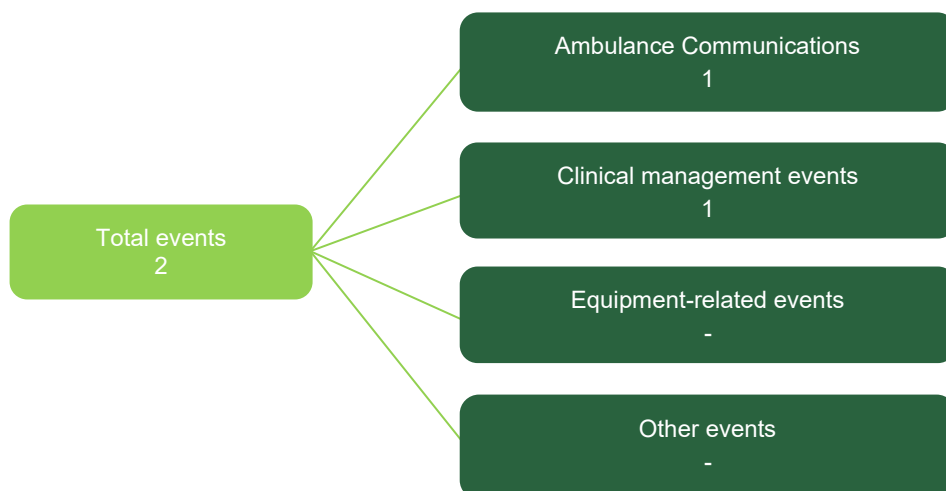 Ambulance Communications
1
Clinical management events
1
Total events
2
Equipment-related events
-
Other events
-